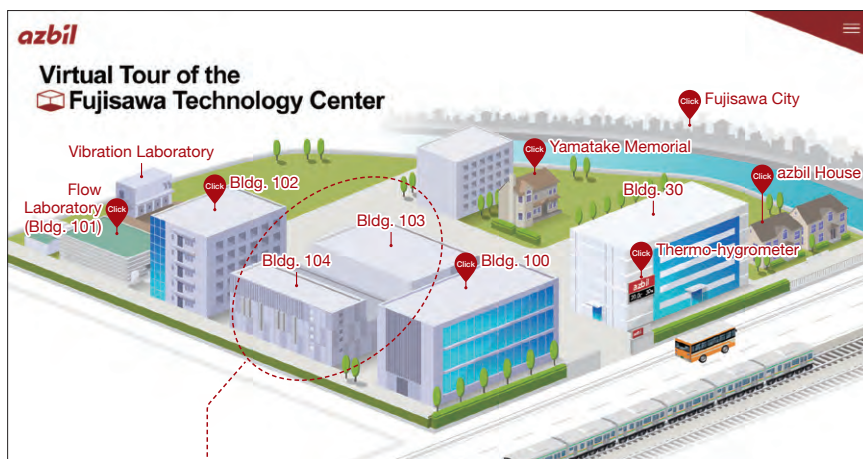 azbil
Virtual Tour of the
Fujisawa Technology Center
Click Fujisawa City
Click Yamatake Memorial
Vibration Laboratory
Click azbil House
Flow
Laboratory
(Bldg. 101)
Click
Click Bldg. 102
Bldg. 30
Bldg. 103
Click Thermo-hygrometer
Bldg. 104
Click Bldg. 100
azbil